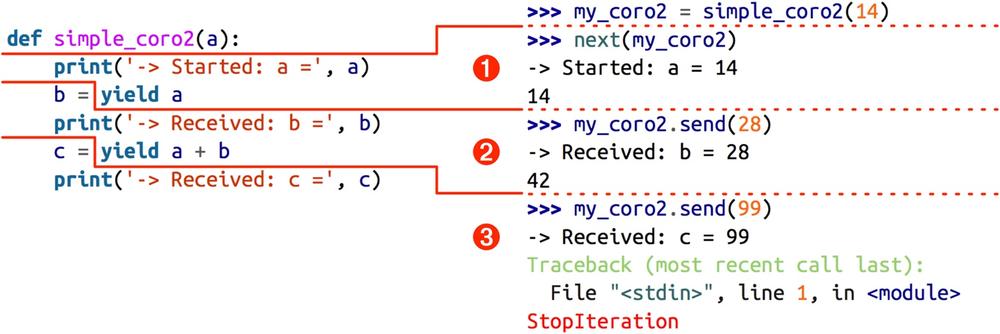 def simple_coro2(a):
    print('-> Started: a =', a)
    b = yield a
    print('-> Received: b =', b)
    c = yield a + b
    print('-> Received: c =', c)
>>> my_coro2 = simple_coro2(14)
>>> next(my_coro2)
1
-> Started: a = 14
14
>>> my_coro2.send(28)
2
-> Received: b = 28
42
>>> my_coro2.send(99)
3
-> Received: c = 99
Traceback (most recent call last):
  File "<stdin>", line 1, in <module>
StopIteration